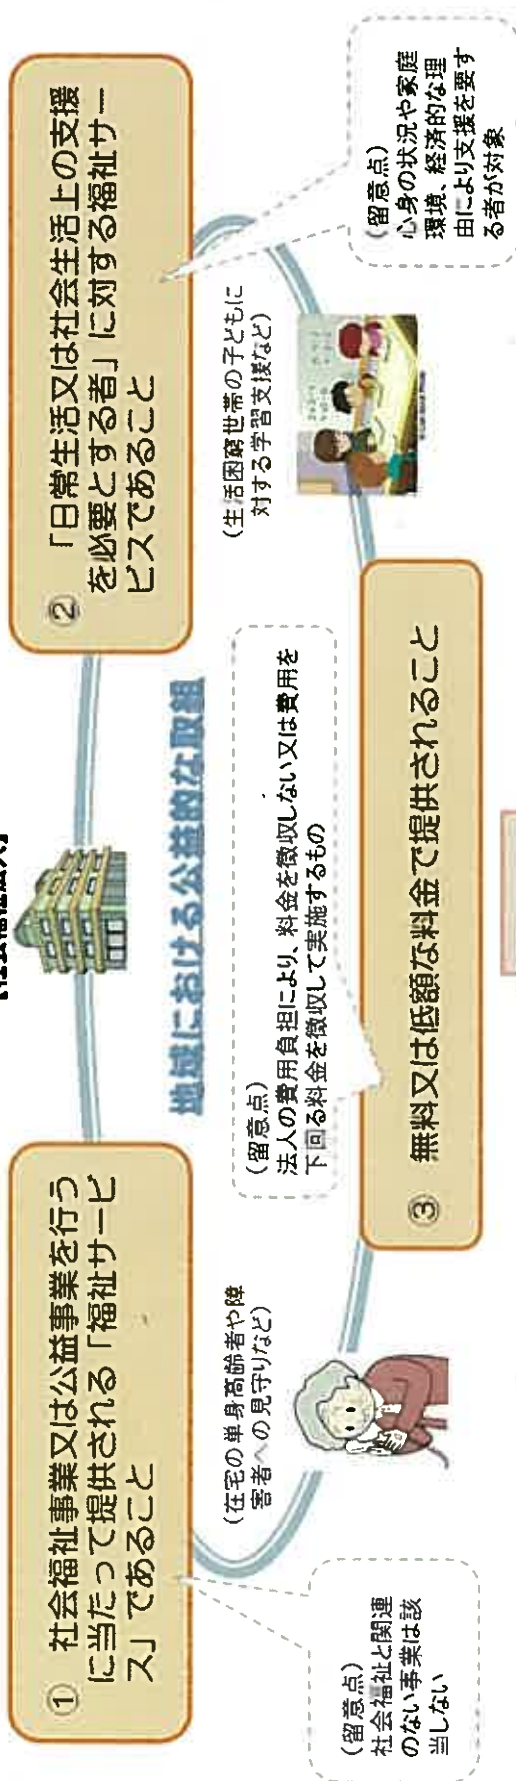 【社会福祉法人】
① 社会福祉事業又は公益事業を行う
に当たって提供される「福祉サービ
ス」であること
(留意点)
社会福祉と関連
のない事業は該
当しない
② 「日常生活又は社会生活上の支援
を必要とする者」に対する福祉サー
ビスであること
(留意点)
心身の状況や家庭
環境、経済的な理
由により支援を要す
る者が対象
地域における公益的な取組
(在宅の単身高齢者や障
害者への見守りなど)
(生活困窮世帯の子どもに
対する学習支援など)
(留意点)
法人の費用負担により、料金を徴収しない又は費用を
下回る料金を徴収して実施するもの
③ 無料又は低額な料金で提供されること